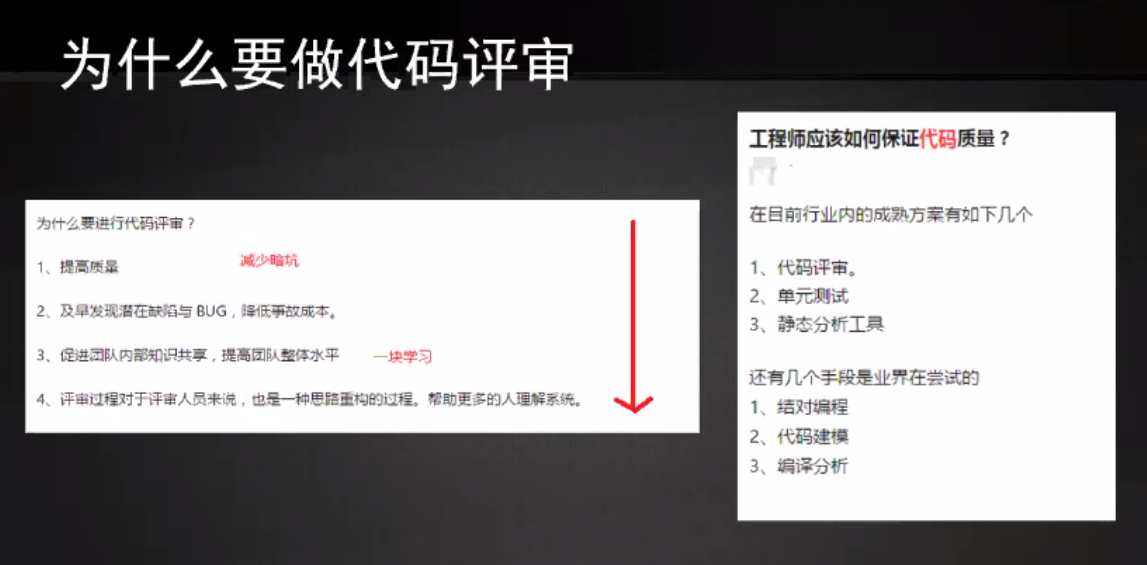 为什么要做代码评审
为什么要进行代码评审？
1、提高质量 减少暗坑
2、及早发现潜在缺陷与 BUG，降低事故成本。
3、促进团队内部知识共享，提高团队整体水平 一块学习
4、评审过程对于评审人员来说，也是一种思路重构的过程。帮助更多的人理解系统。
工程师应该如何保证代码质量？
在目前行业内的成熟方案有如下几个
1、代码评审。
2、单元测试
3、静态分析工具
还有几个手段是业界在尝试的
1、结对编程
2、代码建模
3、编译分析